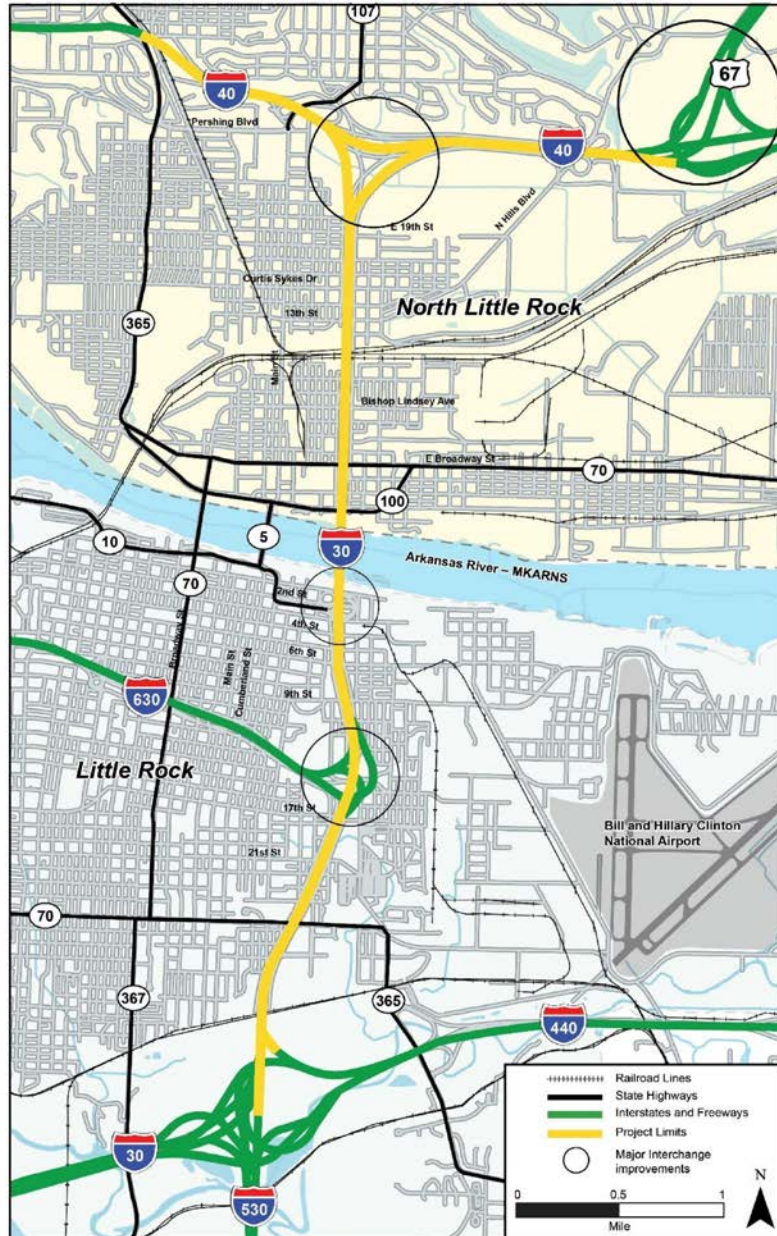 107
67
40
Pershing Blvd
40
N Hills Blvd
E 19th St
Curtis Sykes Dr
North Little Rock
13th St
365
Main St
Bishop Lindsey Ave
E Broadway St
70
100
10
5
30
Arkansas River – MKARNS
70
2nd St
4th St
6th St
Broadway St
Main St
Cumberland St
9th St
630
Little Rock
17th St
21st St
Bill and Hillary Clinton
National Airport
70
367
365
440
30
530
Railroad Lines
State Highways
Interstates and Freeways
Project Limits
Major Interchange
improvements
N
0 0.5 1
Mile